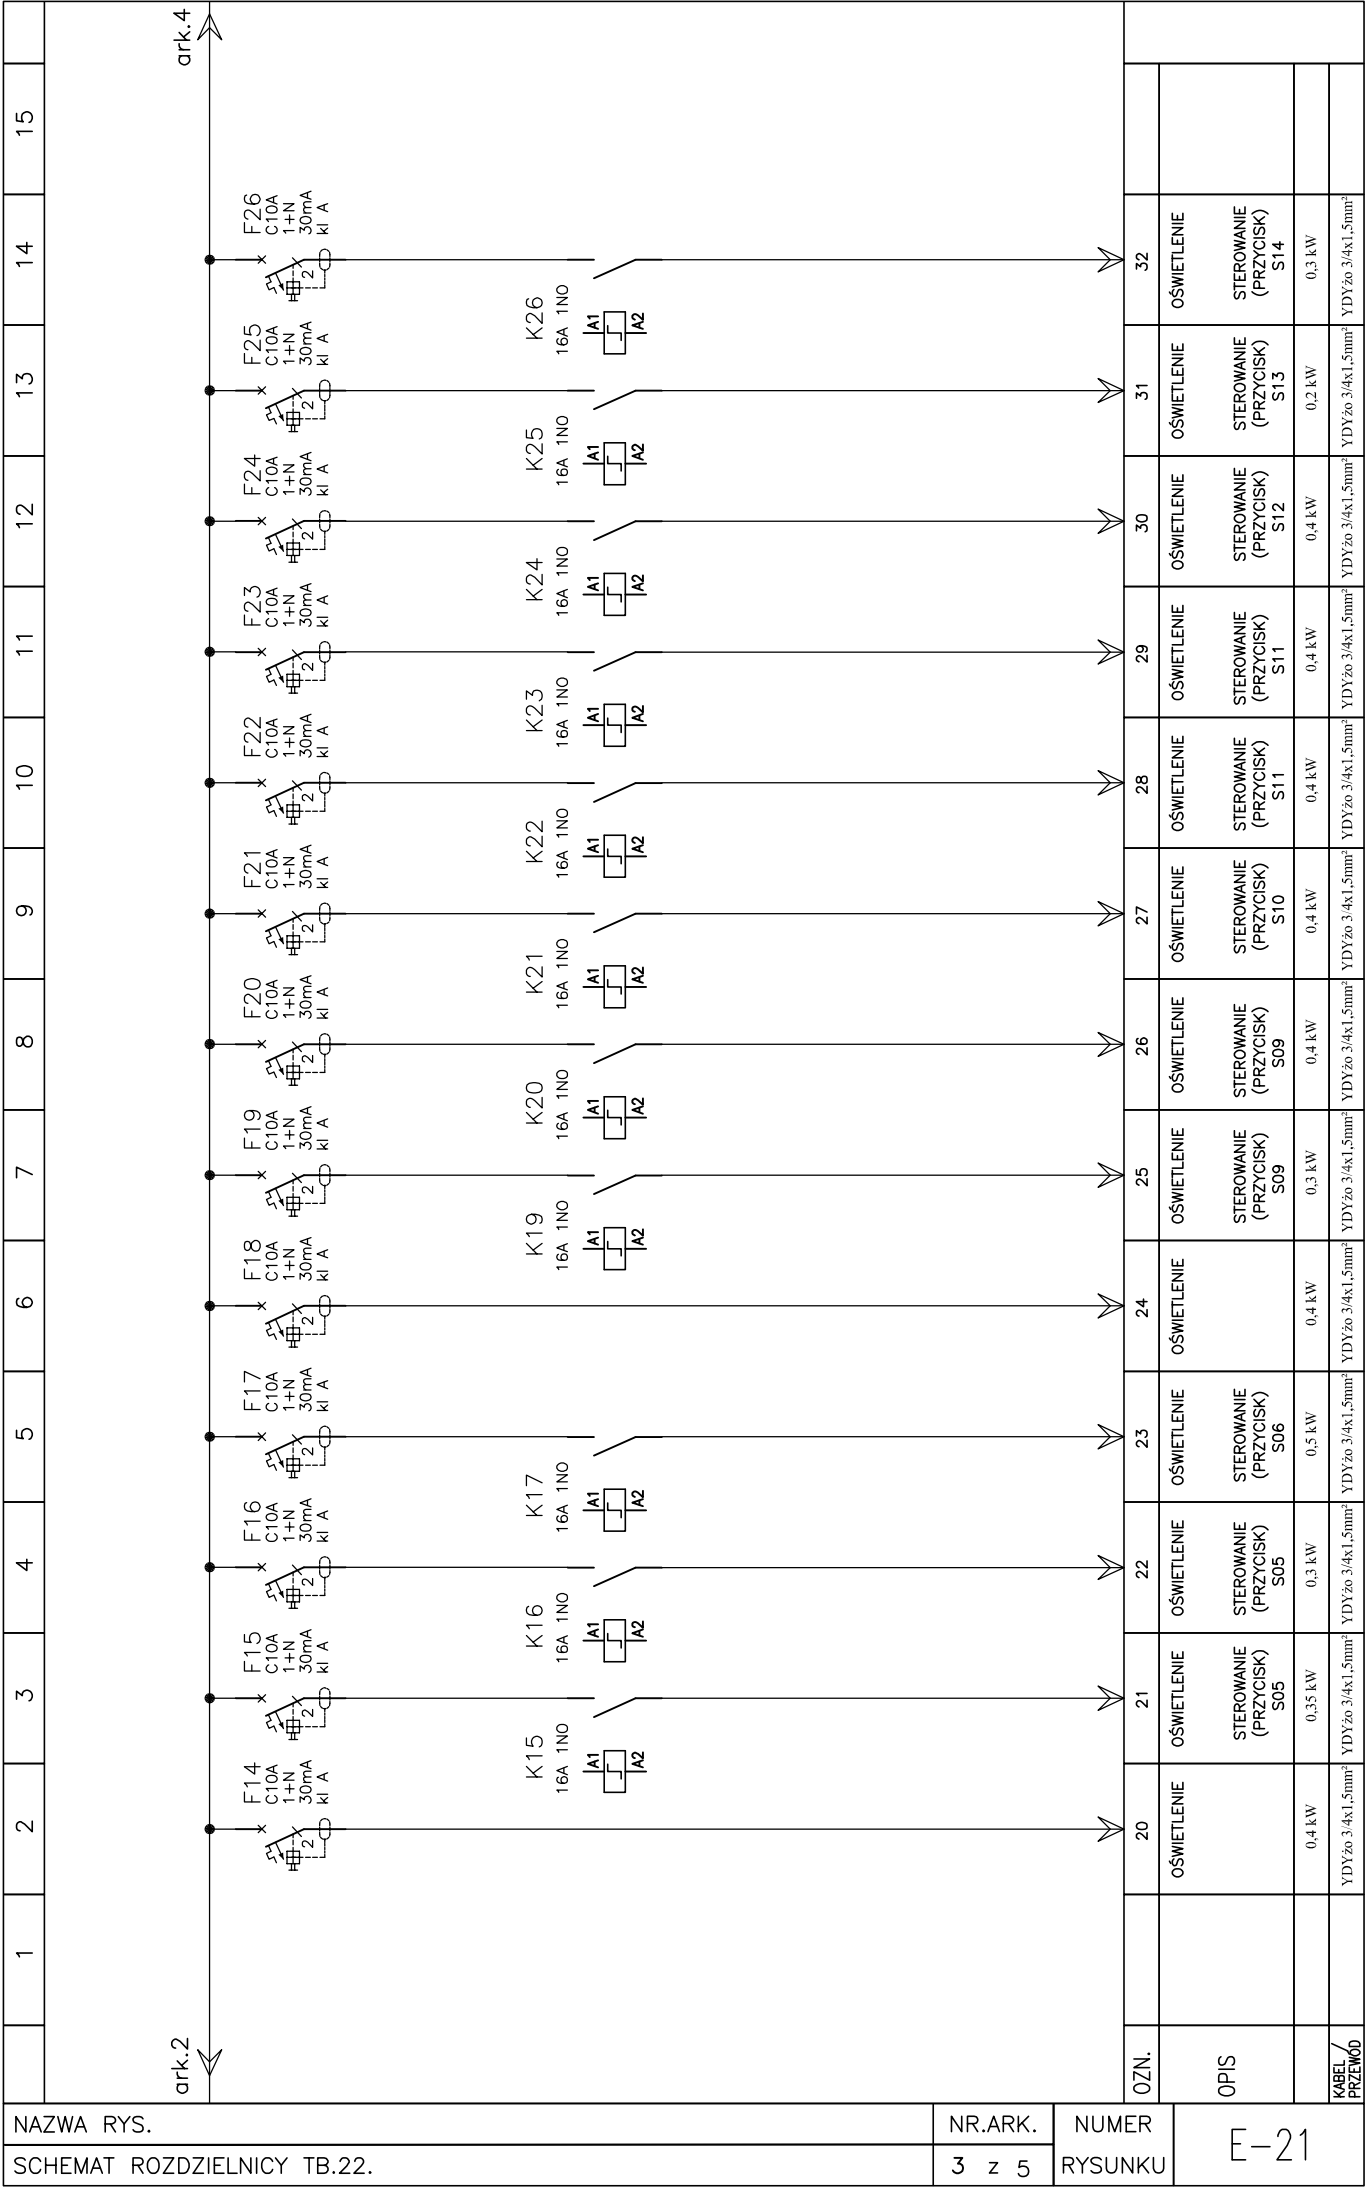 1 2 3 4 5 6 7 8 9 10 11 12 13 14 15
ark.2
ark.4
F14
C10A
1+N
30mA
kl A
2
F15
C10A
1+N
30mA
kl A
2
F16
C10A
1+N
30mA
kl A
2
F17
C10A
1+N
30mA
kl A
2
F18
C10A
1+N
30mA
kl A
2
F19
C10A
1+N
30mA
kl A
2
F20
C10A
1+N
30mA
kl A
2
F21
C10A
1+N
30mA
kl A
2
F22
C10A
1+N
30mA
kl A
2
F23
C10A
1+N
30mA
kl A
2
F24
C10A
1+N
30mA
kl A
2
F25
C10A
1+N
30mA
kl A
2
F26
C10A
1+N
30mA
kl A
2
K15
16A 1NO
A1
A2
K16
16A 1NO
A1
A2
K17
16A 1NO
A1
A2
K19
16A 1NO
A1
A2
K20
16A 1NO
A1
A2
K21
16A 1NO
A1
A2
K22
16A 1NO
A1
A2
K23
16A 1NO
A1
A2
K24
16A 1NO
A1
A2
K25
16A 1NO
A1
A2
K26
16A 1NO
A1
A2
OZN.
OPIS
KABEL /
PRZEWÓD
20
OŚWIETLENIE
0,4 kW
YDYżo 3/4x1,5mm²
21
OŚWIETLENIE
STEROWANIE
(PRZYCISK)
S05
0,35 kW
YDYżo 3/4x1,5mm²
22
OŚWIETLENIE
STEROWANIE
(PRZYCISK)
S05
0,3 kW
YDYżo 3/4x1,5mm²
23
OŚWIETLENIE
STEROWANIE
(PRZYCISK)
S06
0,5 kW
YDYżo 3/4x1,5mm²
24
OŚWIETLENIE
0,4 kW
YDYżo 3/4x1,5mm²
25
OŚWIETLENIE
STEROWANIE
(PRZYCISK)
S09
0,3 kW
YDYżo 3/4x1,5mm²
26
OŚWIETLENIE
STEROWANIE
(PRZYCISK)
S09
0,4 kW
YDYżo 3/4x1,5mm²
27
OŚWIETLENIE
STEROWANIE
(PRZYCISK)
S10
0,4 kW
YDYżo 3/4x1,5mm²
28
OŚWIETLENIE
STEROWANIE
(PRZYCISK)
S11
0,4 kW
YDYżo 3/4x1,5mm²
29
OŚWIETLENIE
STEROWANIE
(PRZYCISK)
S11
0,4 kW
YDYżo 3/4x1,5mm²
30
OŚWIETLENIE
STEROWANIE
(PRZYCISK)
S12
0,4 kW
YDYżo 3/4x1,5mm²
31
OŚWIETLENIE
STEROWANIE
(PRZYCISK)
S13
0,2 kW
YDYżo 3/4x1,5mm²
32
OŚWIETLENIE
STEROWANIE
(PRZYCISK)
S14
0,3 kW
YDYżo 3/4x1,5mm²
NAZWA RYS.
SCHEMAT ROZDZIELNICY TB.22.
NR.ARK.
3 z 5
NUMER
RYSUNKU
E-21